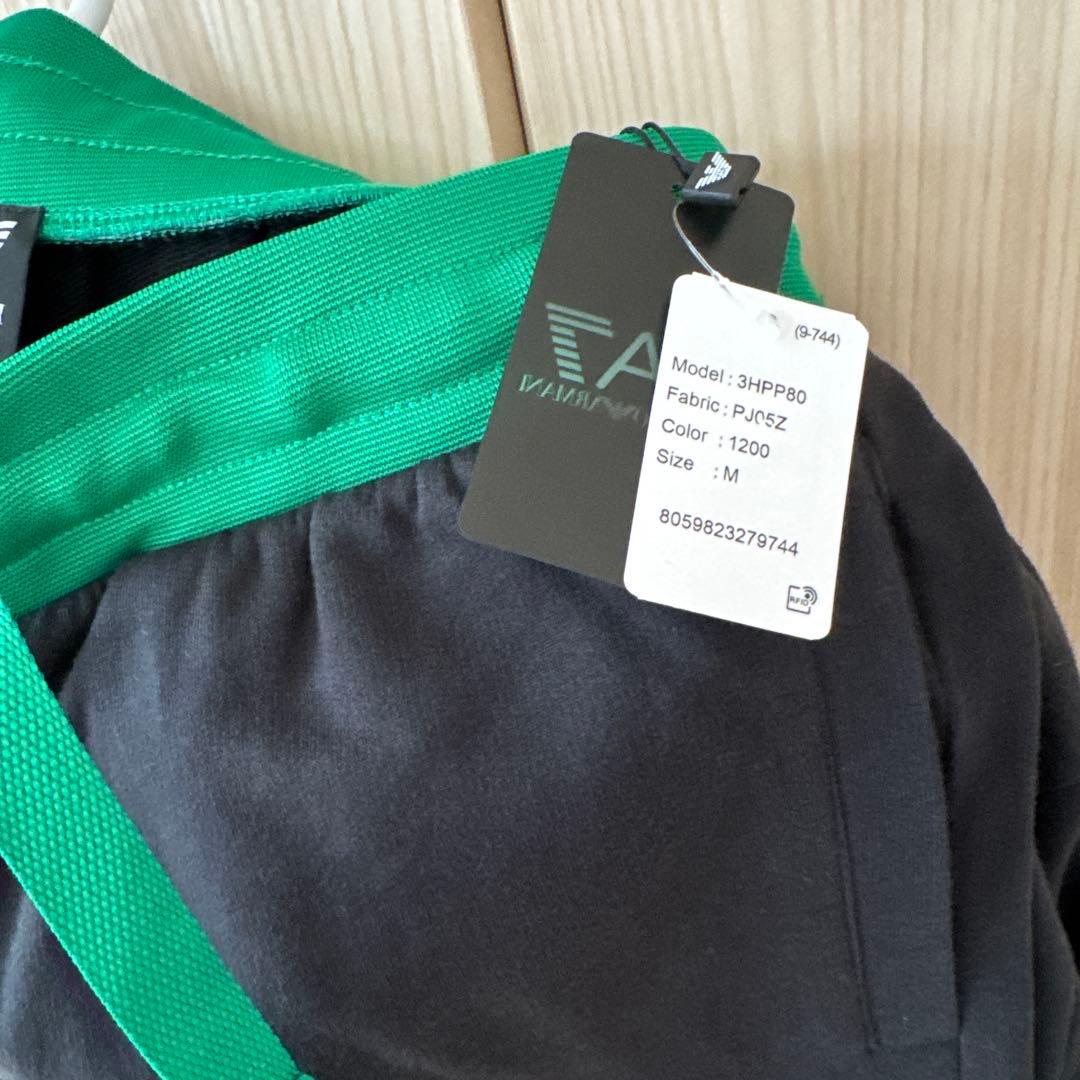 (9-744)
Model : 3HPP80
Fabric : PJ05Z
Color : 1200
Size : M
8059823279744
RFID